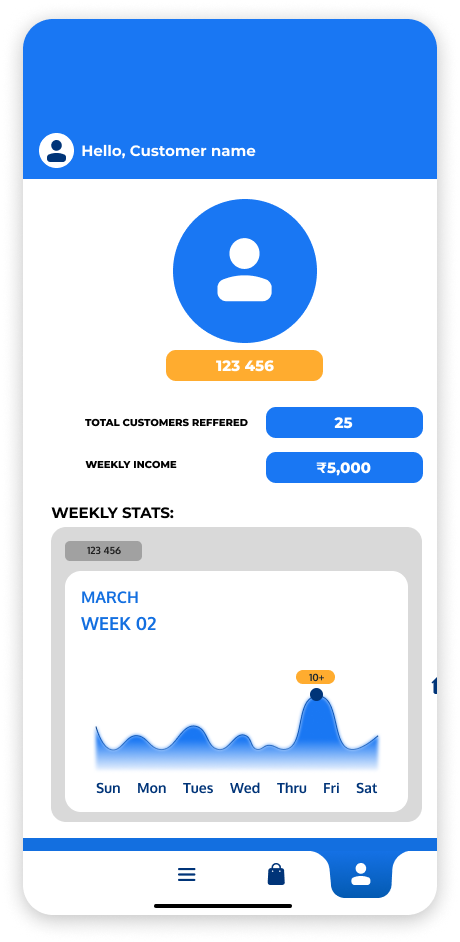 Hello, Customer name
123 456
TOTAL CUSTOMERS REFFERED
25
WEEKLY INCOME
₹5,000
WEEKLY STATS:
123 456
MARCH
WEEK 02
10+
Sun Mon Tues Wed Thru Fri Sat